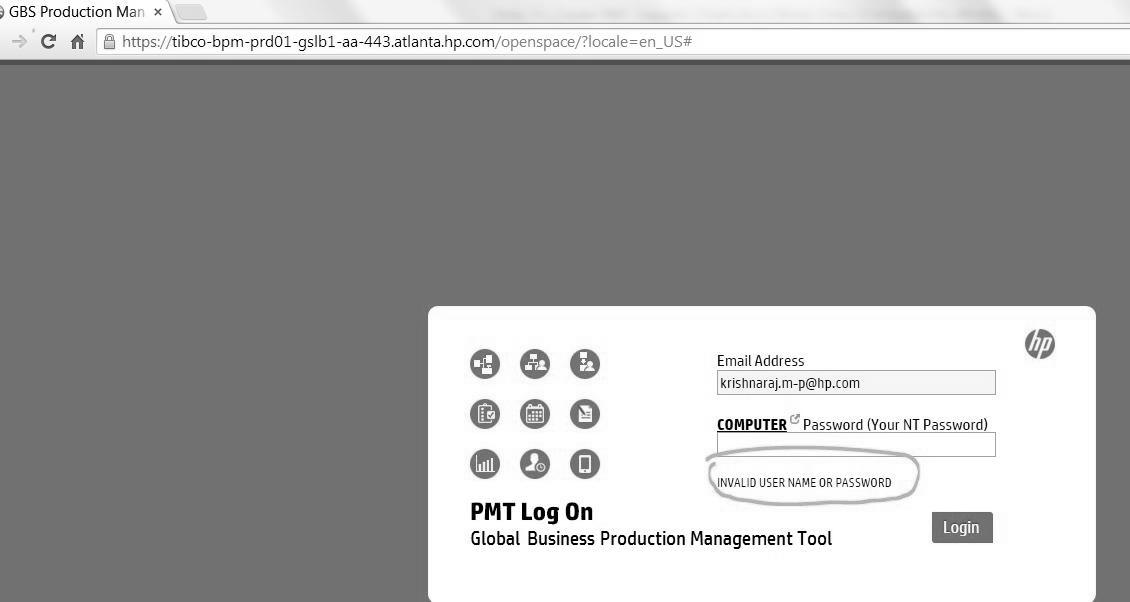 GBS Production Man
https://tibco-bpm-prd01-gslb1-aa-443.atlanta.hp.com/openspace/?locale=en_US#
hp
Email Address
krishnaraj.m-p@hp.com
COMPUTER Password (Your NT Password)
INVALID USER NAME OR PASSWORD
PMT Log On
Login
Global Business Production Management Tool